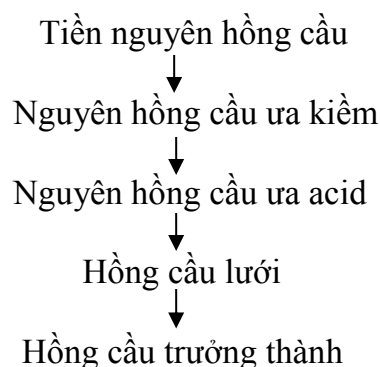 Tiền nguyên hồng cầu
Nguyên hồng cầu ưa kiềm
Nguyên hồng cầu ưa acid
Hồng cầu lưới
Hồng cầu trưởng thành